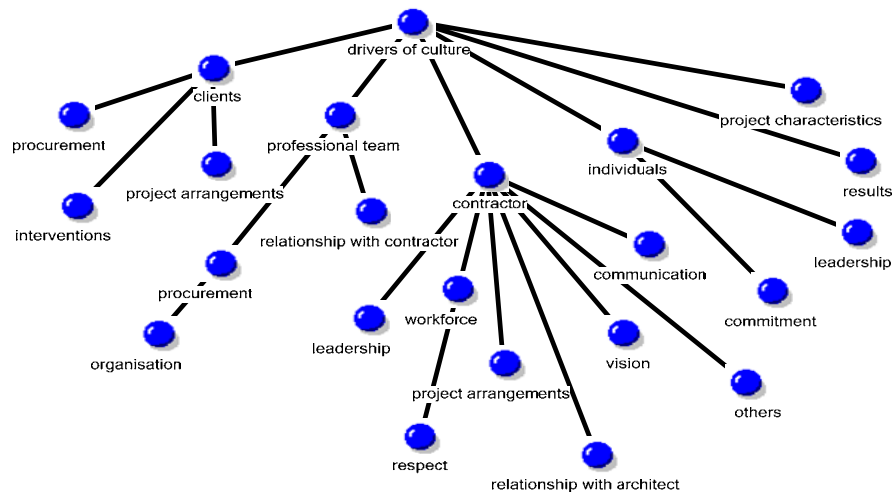 drivers of culture
clients
project characteristics
procurement
professional team
individuals
results
project arrangements
contractor
interventions
relationship with contractor
leadership
communication
procurement
workforce
commitment
leadership
organisation
vision
project arrangements
others
respect
relationship with architect